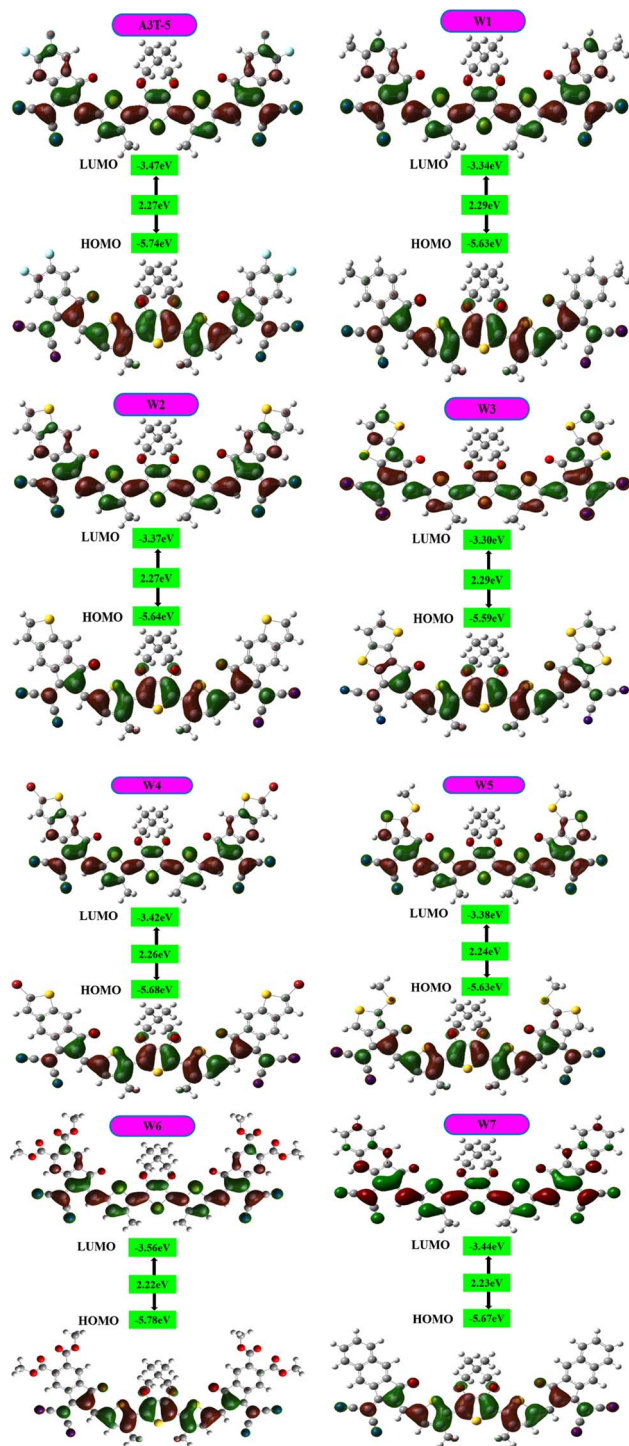 A3T-5
W1
LUMO -3.47eV
LUMO -3.34eV
2.27eV
2.29eV
HOMO -5.74eV
HOMO -5.63eV
W2
W3
LUMO -3.37eV
LUMO -3.30eV
2.27eV
2.29eV
HOMO -5.64eV
HOMO -5.59eV
W4
W5
LUMO -3.42eV
LUMO -3.38eV
2.26eV
2.24eV
HOMO -5.68eV
HOMO -5.63eV
W6
W7
LUMO -3.56eV
LUMO -3.44eV
2.22eV
2.23eV
HOMO -5.78eV
HOMO -5.67eV